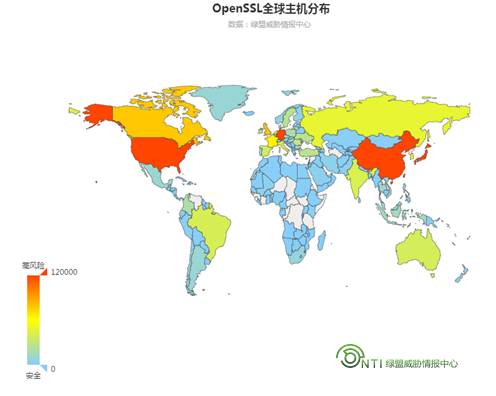 OpenSSL全球主机分布
数据：绿盟威胁情报中心
高风险
120000
0
安全
NTI 绿盟威胁情报中心